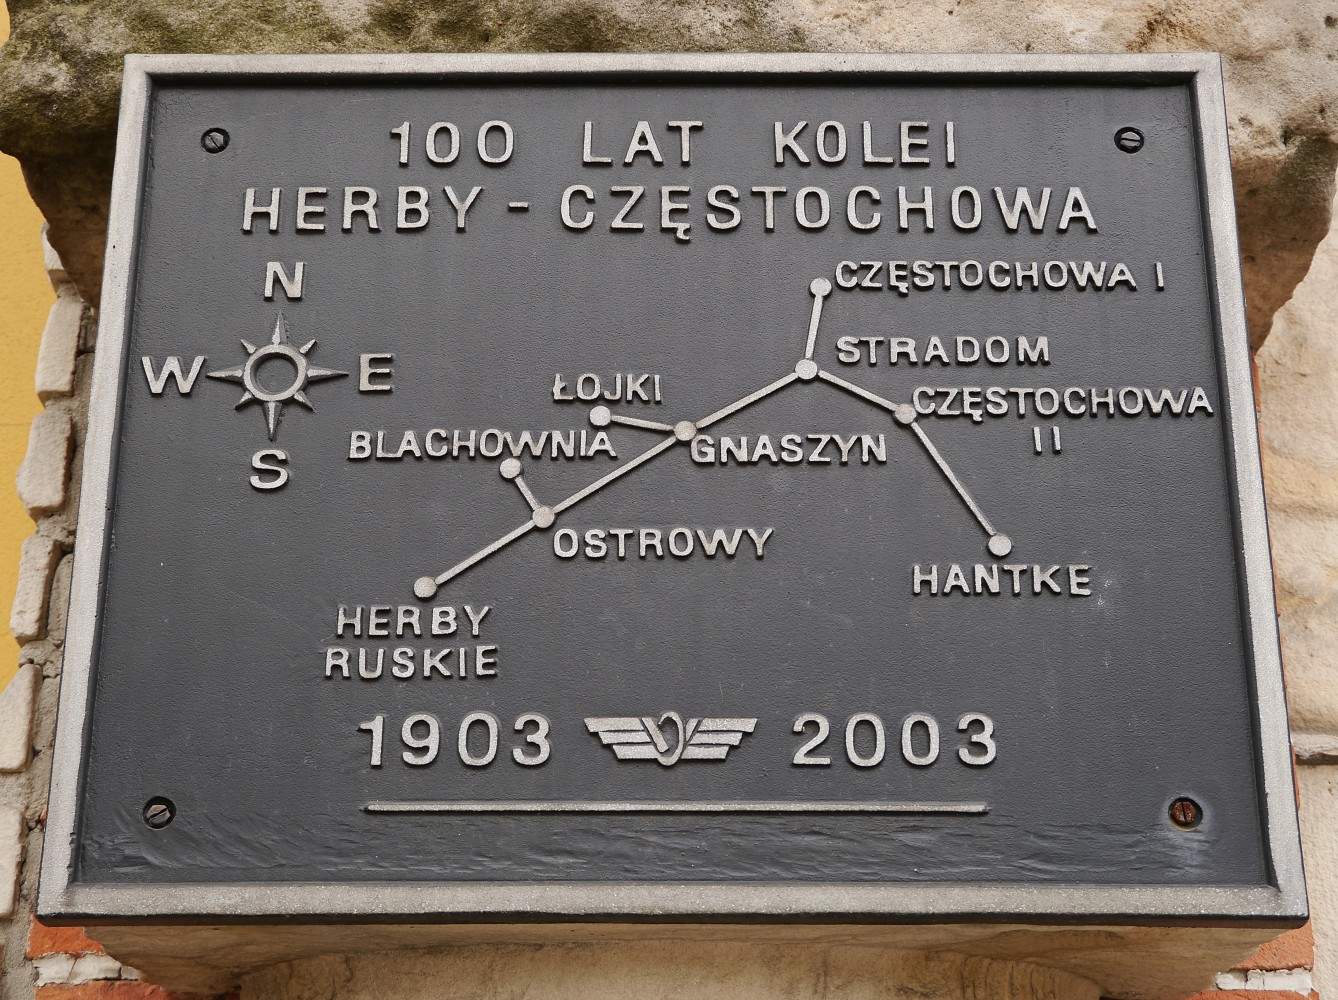 100 LAT KOLEI
HERBY - CZĘSTOCHOWA
N
W
E
S
CZĘSTOCHOWA I
STRADOM
CZĘSTOCHOWA
II
ŁOJKI
BLACHOWNIA
GNASZYN
OSTROWY
HANTKE
HERBY
RUSKIE
1903 2003